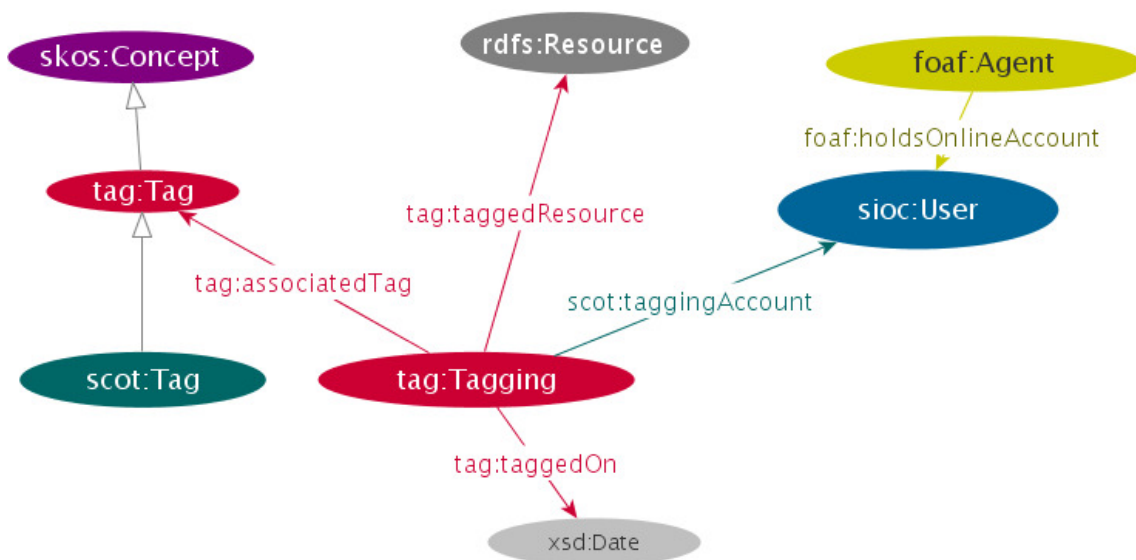 skos:Concept
rdfs:Resource
foaf:Agent
foaf:holdsOnlineAccount
tag:Tag
tag:taggedResource
sioc:User
tag:associatedTag
scot:taggingAccount
scot:Tag
tag:Tagging
tag:taggedOn
xsd:Date